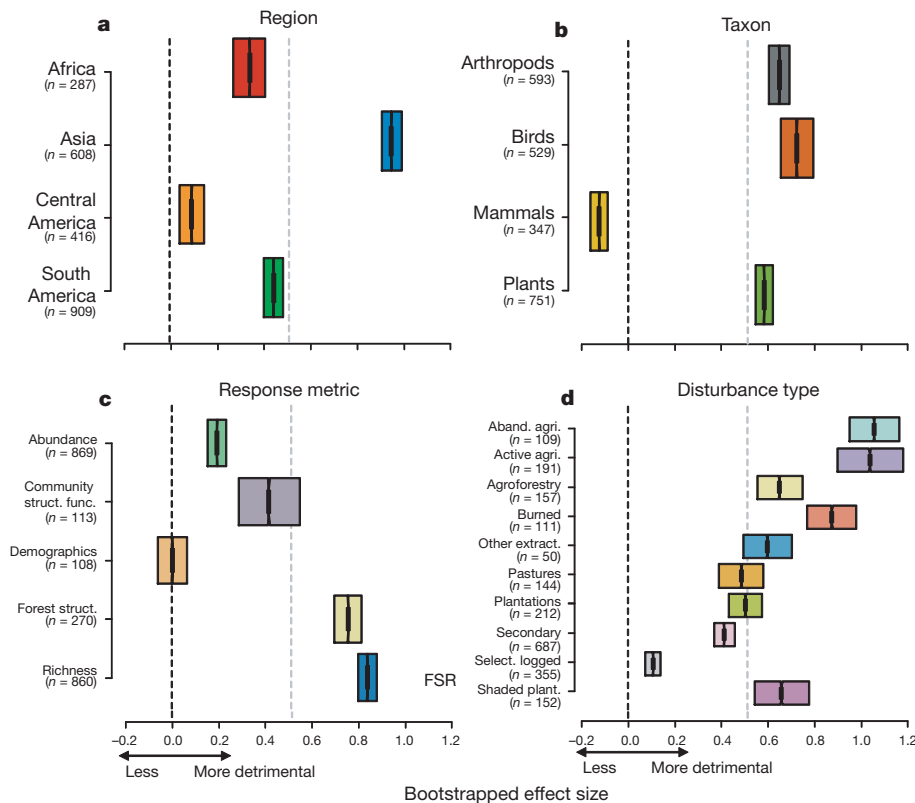 a
Region
Africa
(n = 287)
Asia
(n = 608)
Central
America
(n = 416)
South
America
(n = 909)
b
Taxon
Arthropods
(n = 593)
Birds
(n = 529)
Mammals
(n = 347)
Plants
(n = 751)
c
Response metric
Abundance
(n = 869)
Community
struct. func.
(n = 113)
Demographics
(n = 108)
Forest struct.
(n = 270)
Richness
(n = 860)
FSR
−0.2 0.0 0.2 0.4 0.6 0.8 1.0 1.2
Less More detrimental
d
Disturbance type
Aband. agri.
(n = 109)
Active agri.
(n = 191)
Agroforestry
(n = 157)
Burned
(n = 111)
Other extract.
(n = 50)
Pastures
(n = 144)
Plantations
(n = 212)
Secondary
(n = 687)
Select. logged
(n = 355)
Shaded plant.
(n = 152)
−0.2 0.0 0.2 0.4 0.6 0.8 1.0 1.2
Less More detrimental
Bootstrapped effect size